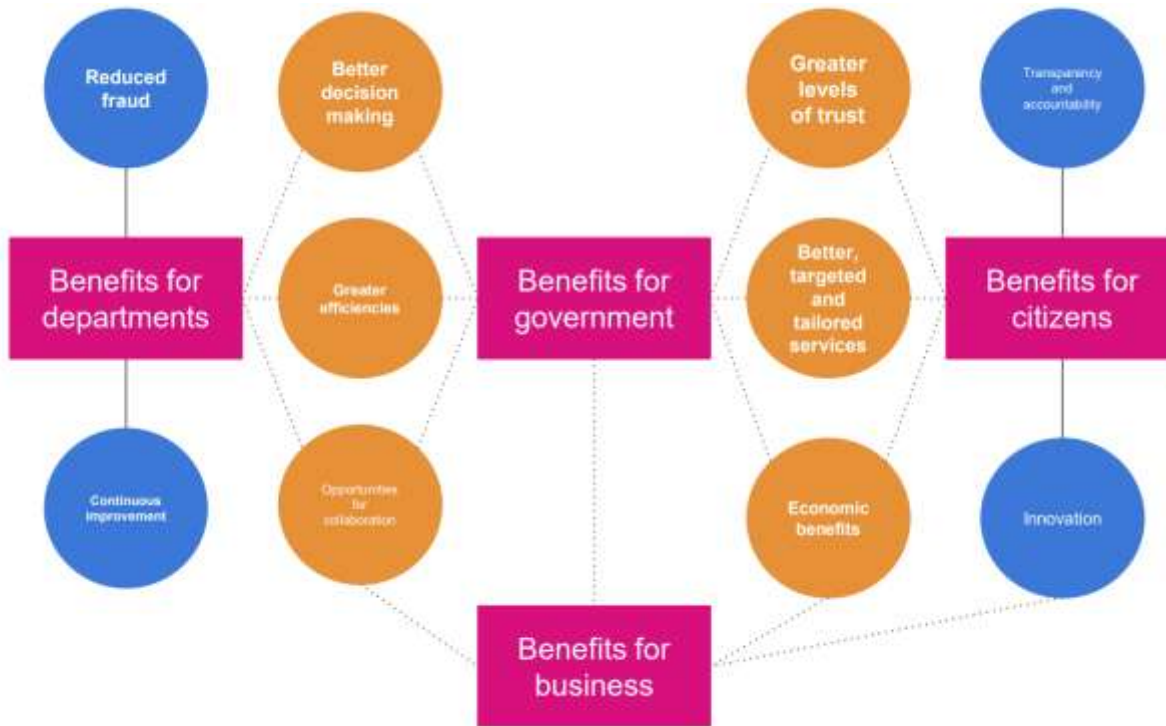 Reduced
fraud
Better
decision
making
Greater
levels
of trust
Transparency
and
accountability
Benefits for
departments
Greater
efficiencies
Benefits for
government
Better,
targeted
and
tailored
services
Benefits for
citizens
Continuous
improvement
Opportunities
for
collaboration
Economic
benefits
Innovation
Benefits for
business